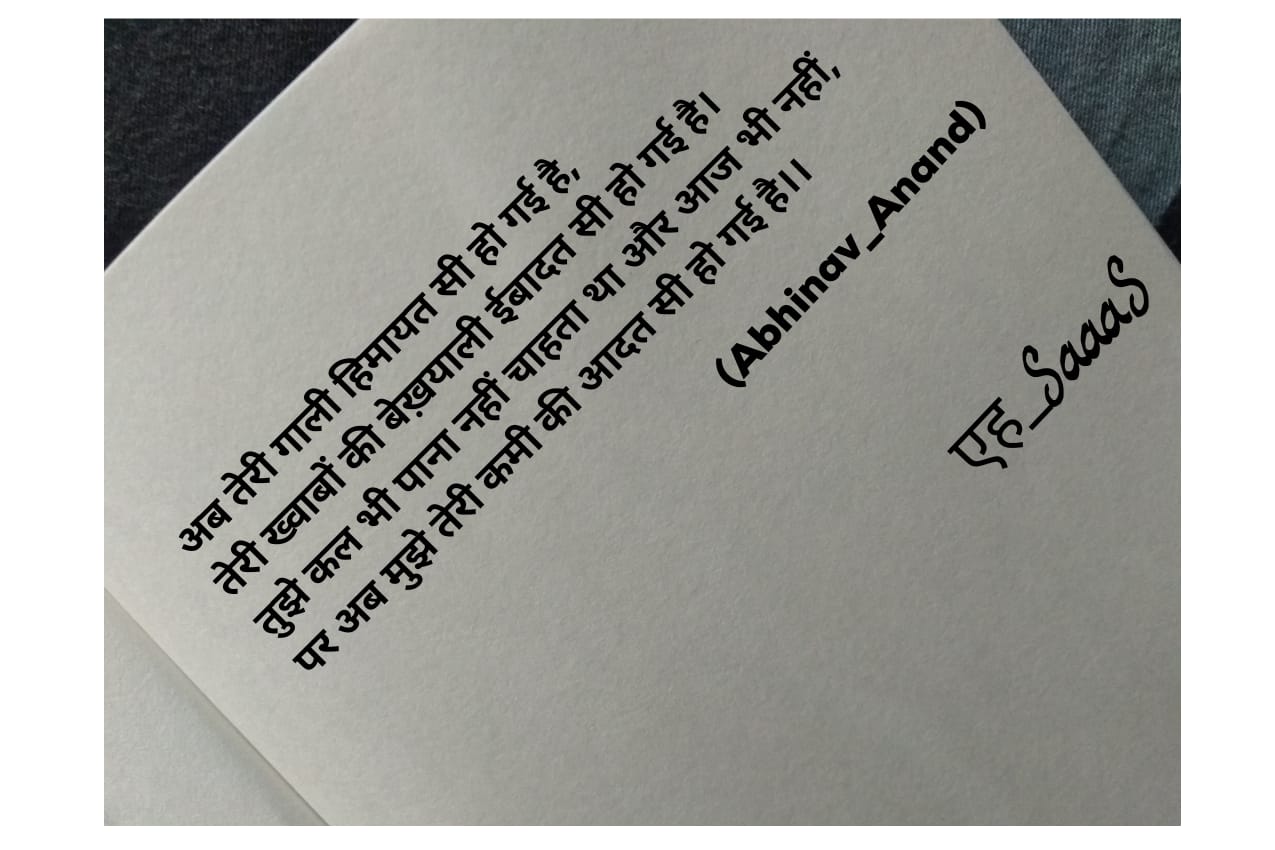 अब तेरी गाली हिमायत सी हो गई है,
तेरी ख्वाबों की बेख़याली ईबादत सी हो गई है।
तुझे कल भी पाना नहीं चाहता था और आज भी नहीं,
पर अब मुझे तेरी कमी की आदत सी हो गई है।।
(Abhinav_Anand)
एह_SaaaS